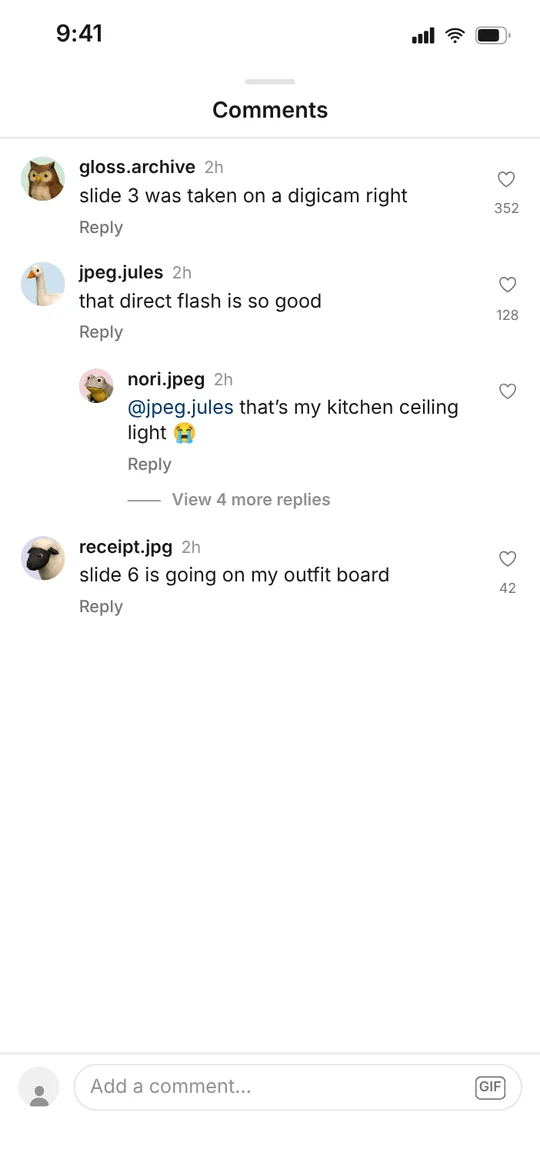 9:41
Comments
gloss.archive 2h
slide 3 was taken on a digicam right
352
Reply
jpeg.jules 2h
that direct flash is so good
128
Reply
nori.jpeg 2h
@jpeg.jules that’s my kitchen ceiling
light 😭
Reply
View 4 more replies
receipt.jpg 2h
slide 6 is going on my outfit board
42
Reply
Add a comment...
GIF